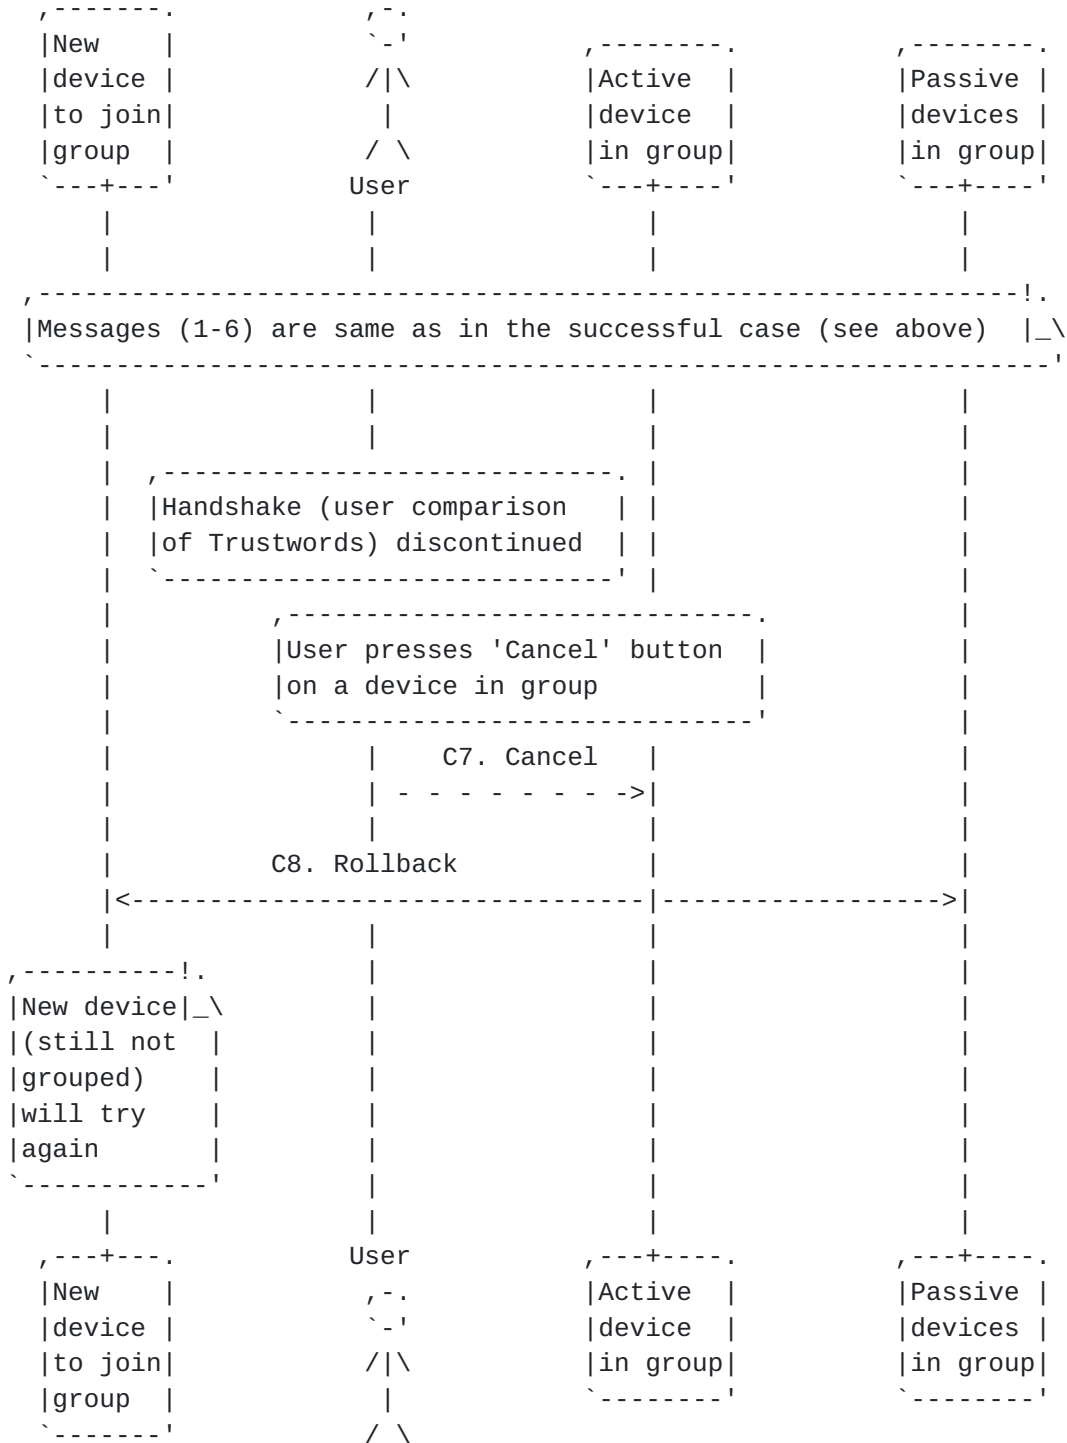 New
device
to join
group
User
Active
device
in group
Passive
devices
in group
Messages (1-6) are same as in the successful case (see above)
Handshake (user comparison
of Trustwords) discontinued
User presses 'Cancel' button
on a device in group
C7. Cancel
C8. Rollback
New device
(still not
grouped)
will try
again
User
New
device
to join
group
Active
device
in group
Passive
devices
in group